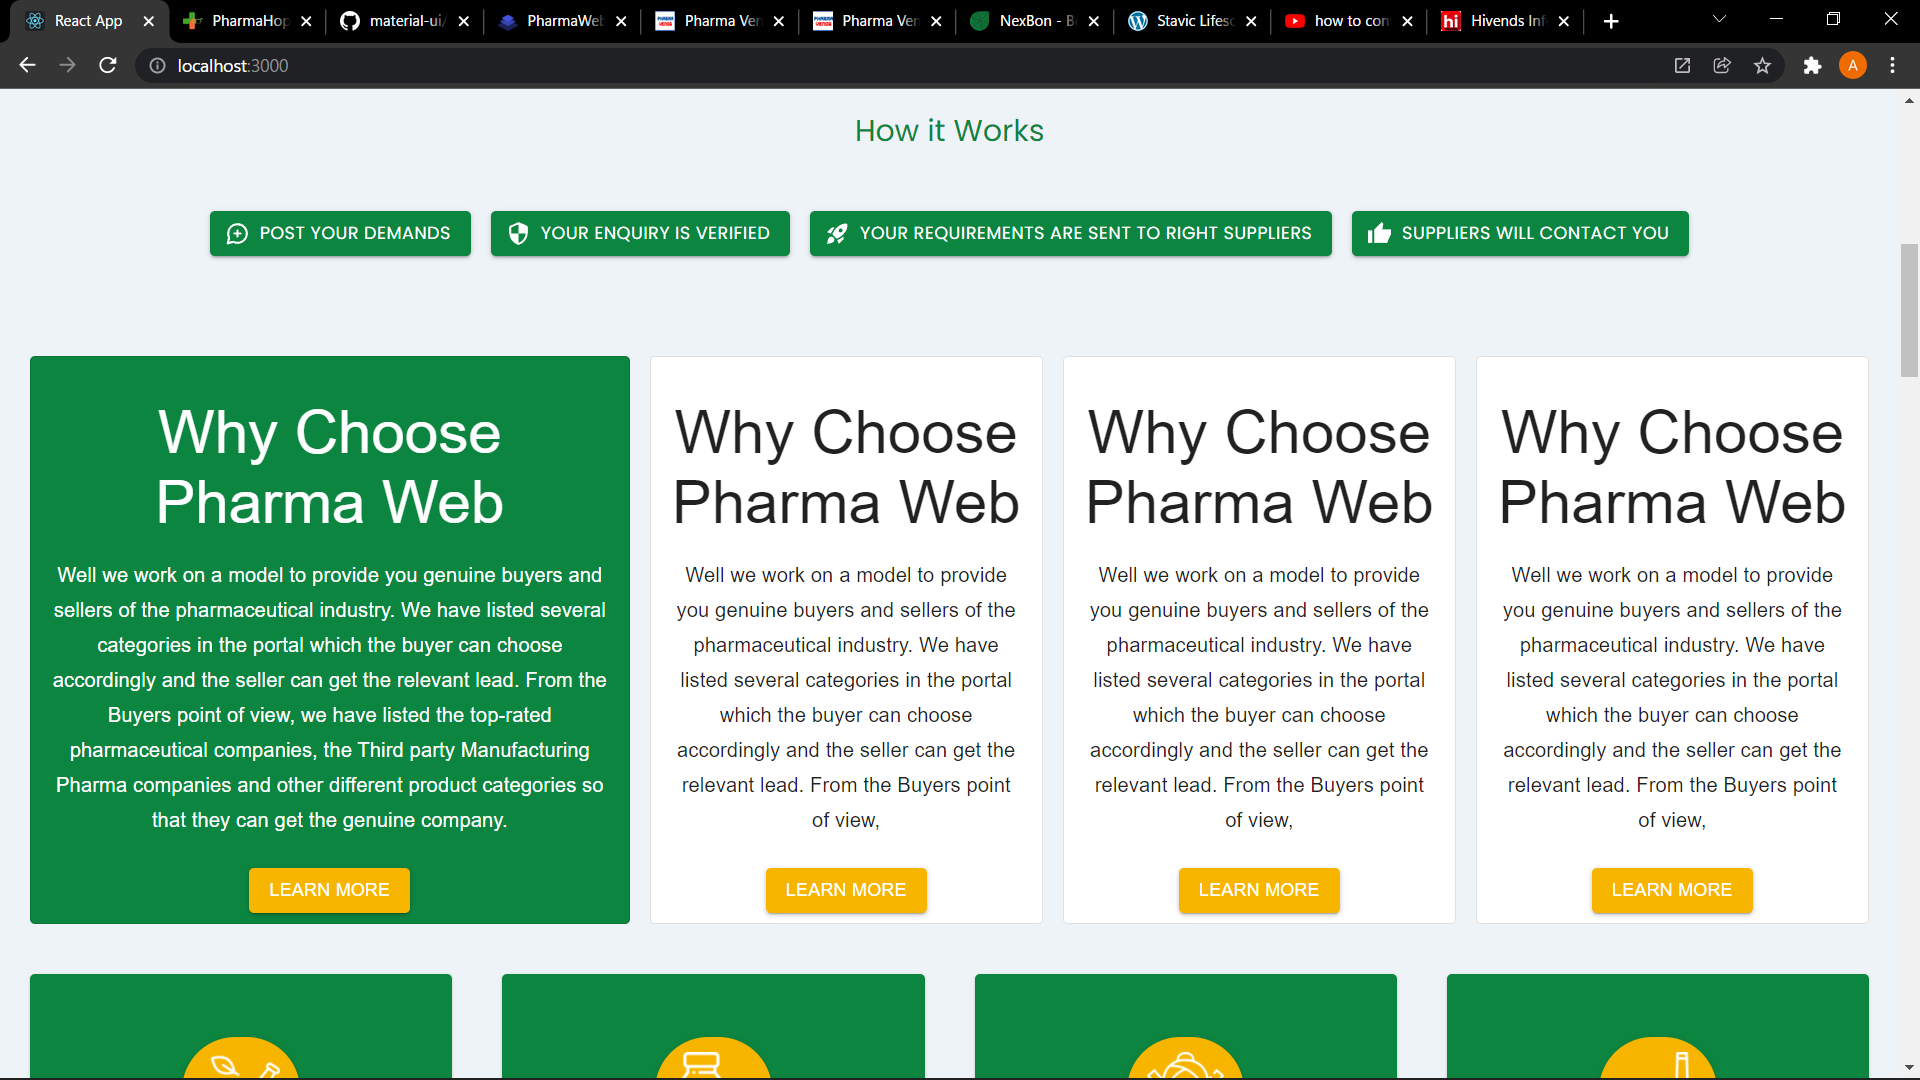 React App
PharmaHop
material-ui/
PharmaWeb
Pharma Ven
Pharma Ven
NexBon - B
Stavic Lifesc
how to con
Hivends Inf
localhost:3000
A
How it Works
POST YOUR DEMANDS
YOUR ENQUIRY IS VERIFIED
YOUR REQUIREMENTS ARE SENT TO RIGHT SUPPLIERS
SUPPLIERS WILL CONTACT YOU
Why Choose
Pharma Web
Well we work on a model to provide you genuine buyers and
sellers of the pharmaceutical industry. We have listed several
categories in the portal which the buyer can choose
accordingly and the seller can get the relevant lead. From the
Buyers point of view, we have listed the top-rated
pharmaceutical companies, the Third party Manufacturing
Pharma companies and other different product categories so
that they can get the genuine company.
LEARN MORE
Why Choose
Pharma Web
Well we work on a model to provide
you genuine buyers and sellers of the
pharmaceutical industry. We have
listed several categories in the portal
which the buyer can choose
accordingly and the seller can get the
relevant lead. From the Buyers point
of view,
LEARN MORE
Why Choose
Pharma Web
Well we work on a model to provide
you genuine buyers and sellers of the
pharmaceutical industry. We have
listed several categories in the portal
which the buyer can choose
accordingly and the seller can get the
relevant lead. From the Buyers point
of view,
LEARN MORE
Why Choose
Pharma Web
Well we work on a model to provide
you genuine buyers and sellers of the
pharmaceutical industry. We have
listed several categories in the portal
which the buyer can choose
accordingly and the seller can get the
relevant lead. From the Buyers point
of view,
LEARN MORE